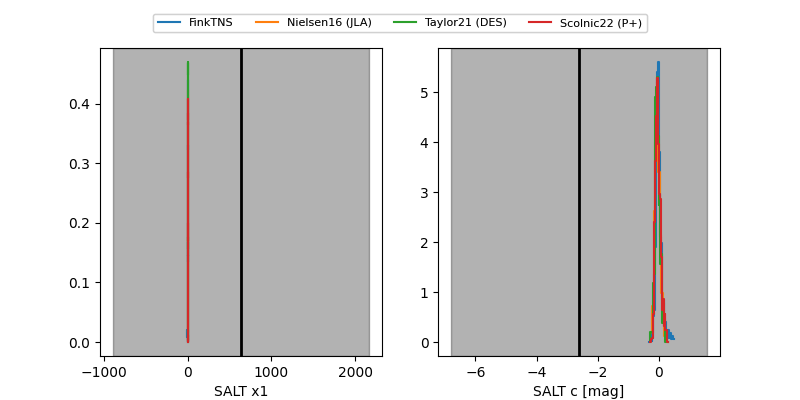 FinkTNS Nielsen16 (JLA) Taylor21 (DES) Scolnic22 (P+)
0.4
0.3
0.2
0.1
0.0
−1000 0 1000 2000
SALT x1
5
4
3
2
1
0
−6 −4 −2 0
SALT c [mag]